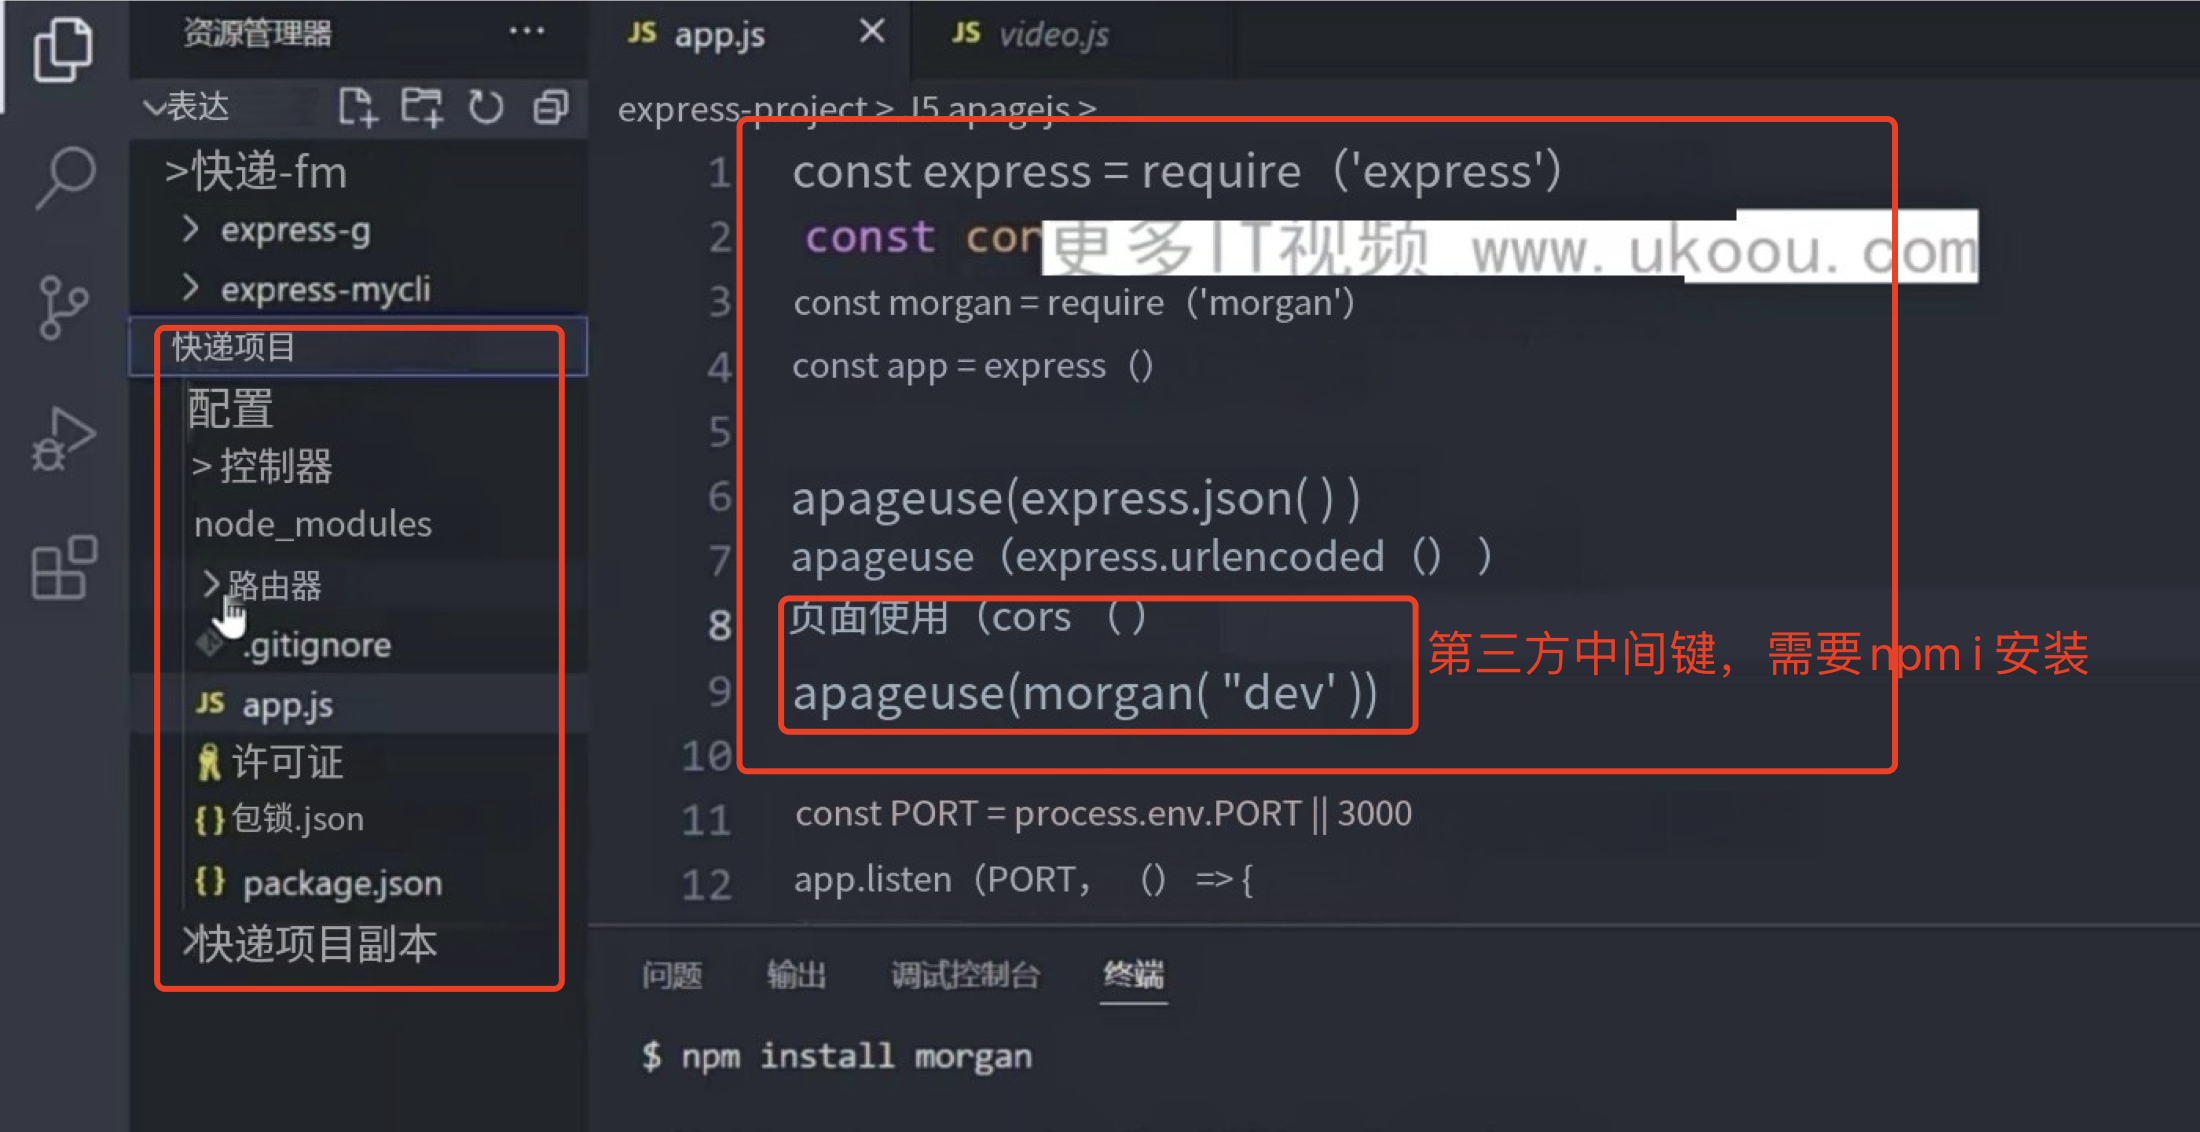 资源管理器 ···
JS app.js × JS video.js
表达
express-project > J5 apagejs >
>快递-fm
> express-g
> express-mycli
快递项目
配置
> 控制器
node_modules
>路由器
.gitignore
JS app.js
许可证
{} 包锁.json
{} package.json
>快递项目副本
1 const express = require（'express'）
2 const cor
更多IT视频 www.ukoou.com
3 const morgan = require（'morgan'）
4 const app = express（）
5
6 apageuse(express.json( ) )
7 apageuse（express.urlencoded（） ）
8 页面使用（cors （ ）
9 apageuse(morgan( "dev' ))
第三方中间键，需要npm i 安装
10
11 const PORT = process.env.PORT || 3000
12 app.listen（PORT， （） => {
问题 输出 调试控制台 终端
$ npm install morgan